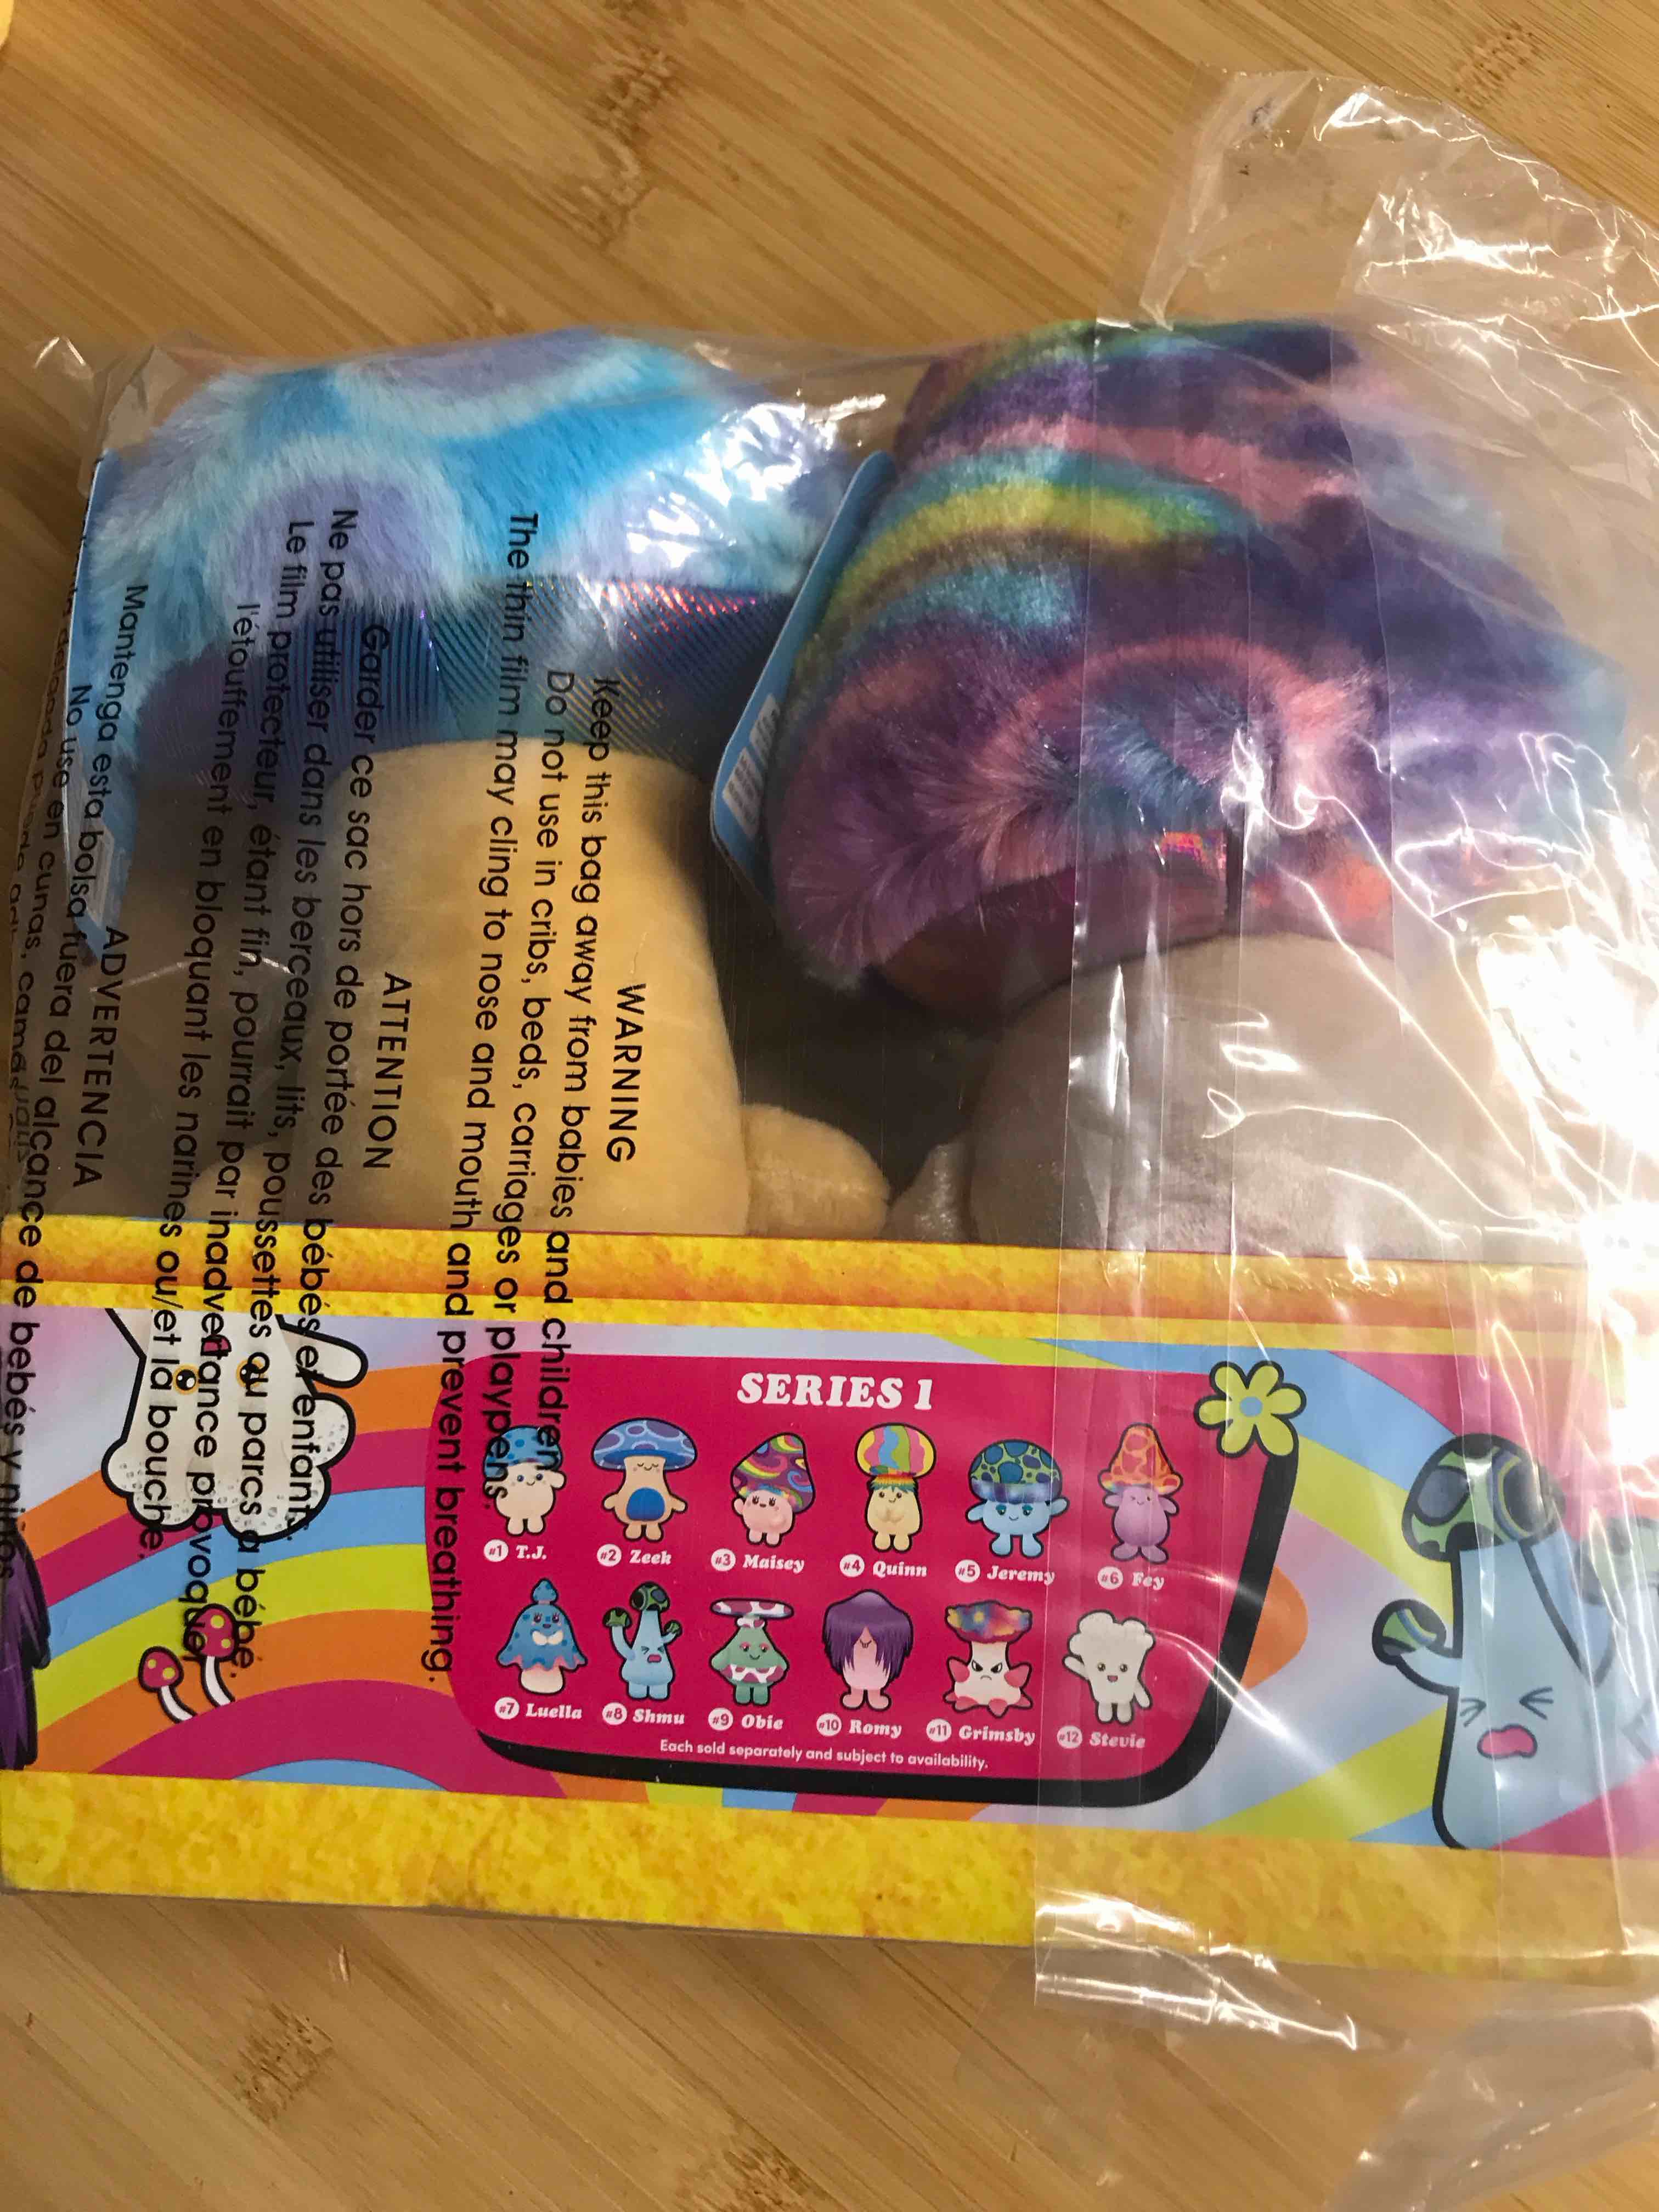 WARNING
Keep this bag away from babies and children.
Do not use in cribs, beds, carriages or playpens.
The thin film may cling to nose and mouth and prevent breathing.
ATTENTION
Garder ce sac hors de portée des bébés et enfants.
Ne pas utiliser dans les berceaux, lits, poussettes ou parcs à bébé.
Le film protecteur, étant fin, pourrait par inadvertance provoquer
l'étouffement en bloquant les narines ou/et la bouche.
ADVERTENCIA
Mantenga esta bolsa fuera del alcance de bebés y niños
No use en cunas, camas,
SERIES 1
#1 T.J.
#2 Zeek
#3 Maisey
#4 Quinn
#5 Jeremy
#6 Fey
#7 Luella
#8 Shmu
#9 Obie
#10 Romy
#11 Grimsby
#12 Stevie
Each sold separately and subject to availability.